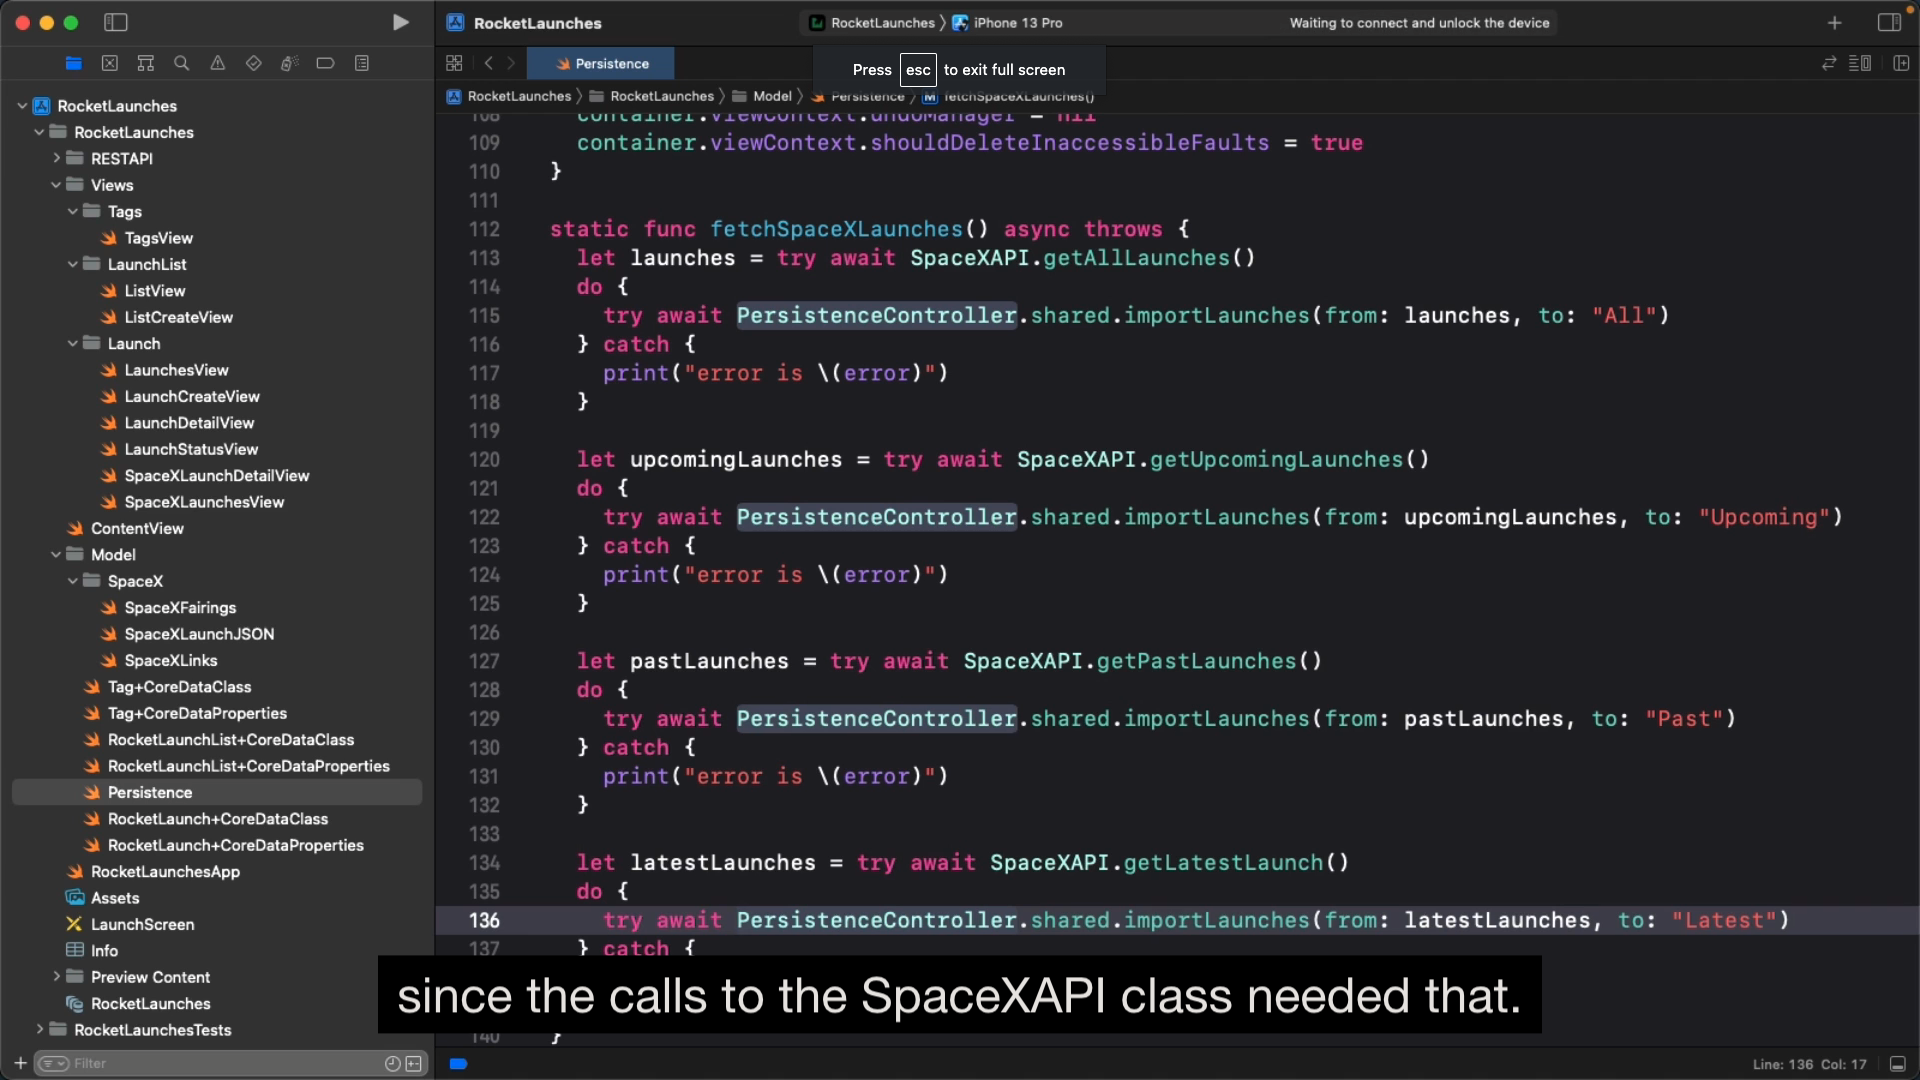 RocketLaunches
RocketLaunches
iPhone 13 Pro
Waiting to connect and unlock the device
Persistence
Press esc to exit full screen
RocketLaunches
RocketLaunches
Model
Persistence
M fetchSpaceXLaunches()
RocketLaunches
RocketLaunches
RESTAPI
Views
Tags
TagsView
LaunchList
ListView
ListCreateView
Launch
LaunchesView
LaunchCreateView
LaunchDetailView
LaunchStatusView
SpaceXLaunchDetailView
SpaceXLaunchesView
ContentView
Model
SpaceX
SpaceXFairings
SpaceXLaunchJSON
SpaceXLinks
Tag+CoreDataClass
Tag+CoreDataProperties
RocketLaunchList+CoreDataClass
RocketLaunchList+CoreDataProperties
Persistence
RocketLaunch+CoreDataClass
RocketLaunch+CoreDataProperties
RocketLaunchesApp
Assets
LaunchScreen
Info
Preview Content
RocketLaunches
RocketLaunchesTests
Filter
108 container.viewContext.undoManager = nil
109 container.viewContext.shouldDeleteInaccessibleFaults = true
110 }
111
112 static func fetchSpaceXLaunches() async throws {
113 let launches = try await SpaceXAPI.getAllLaunches()
114 do {
115 try await PersistenceController.shared.importLaunches(from: launches, to: "All")
116 } catch {
117 print("error is \(error)")
118 }
119
120 let upcomingLaunches = try await SpaceXAPI.getUpcomingLaunches()
121 do {
122 try await PersistenceController.shared.importLaunches(from: upcomingLaunches, to: "Upcoming")
123 } catch {
124 print("error is \(error)")
125 }
126
127 let pastLaunches = try await SpaceXAPI.getPastLaunches()
128 do {
129 try await PersistenceController.shared.importLaunches(from: pastLaunches, to: "Past")
130 } catch {
131 print("error is \(error)")
132 }
133
134 let latestLaunches = try await SpaceXAPI.getLatestLaunch()
135 do {
136 try await PersistenceController.shared.importLaunches(from: latestLaunches, to: "Latest")
137 } catch {
since the calls to the SpaceXAPI class needed that.
140 }
Line: 136 Col: 17